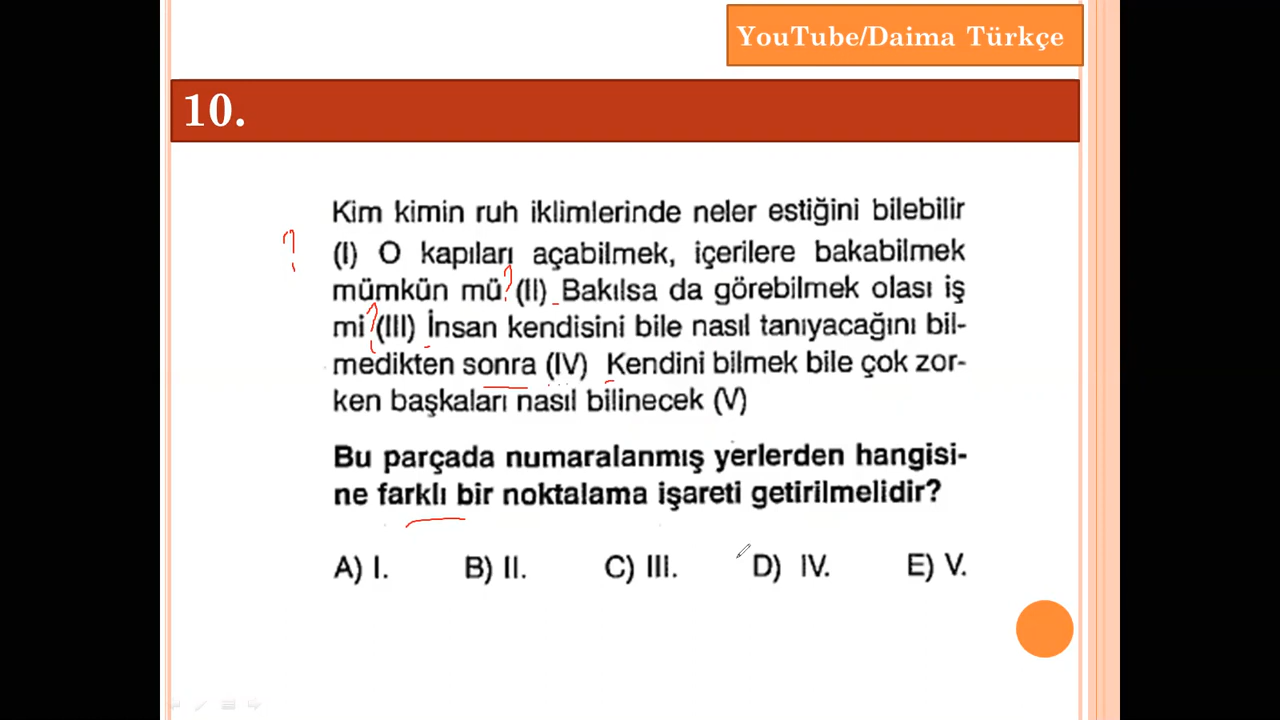 YouTube/Daima Türkçe
10.
Kim kimin ruh iklimlerinde neler estiğini bilebilir
? (I) O kapıları açabilmek, içerilere bakabilmek
mümkün mü? (II) Bakılsa da görebilmek olası iş
mi? (III) İnsan kendisini bile nasıl tanıyacağını bil-
medikten sonra (IV) Kendini bilmek bile çok zor-
ken başkaları nasıl bilinecek (V)
Bu parçada numaralanmış yerlerden hangisi-
ne farklı bir noktalama işareti getirilmelidir?
A) I. B) II. C) III. D) IV. E) V.